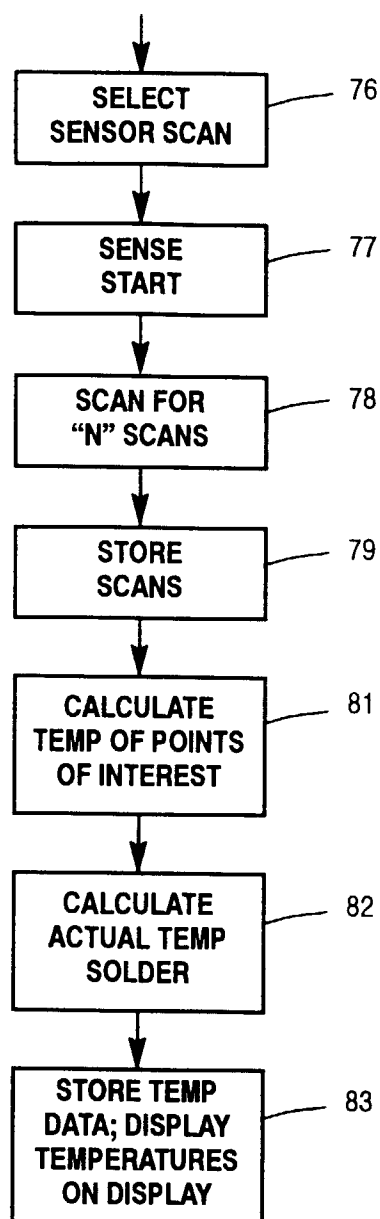 SELECT
SENSOR SCAN
76
SENSE
START
77
SCAN FOR
“N” SCANS
78
STORE
SCANS
79
CALCULATE
TEMP OF POINTS
OF INTEREST
81
CALCULATE
ACTUAL TEMP
SOLDER
82
STORE TEMP
DATA; DISPLAY
TEMPERATURES
ON DISPLAY
83